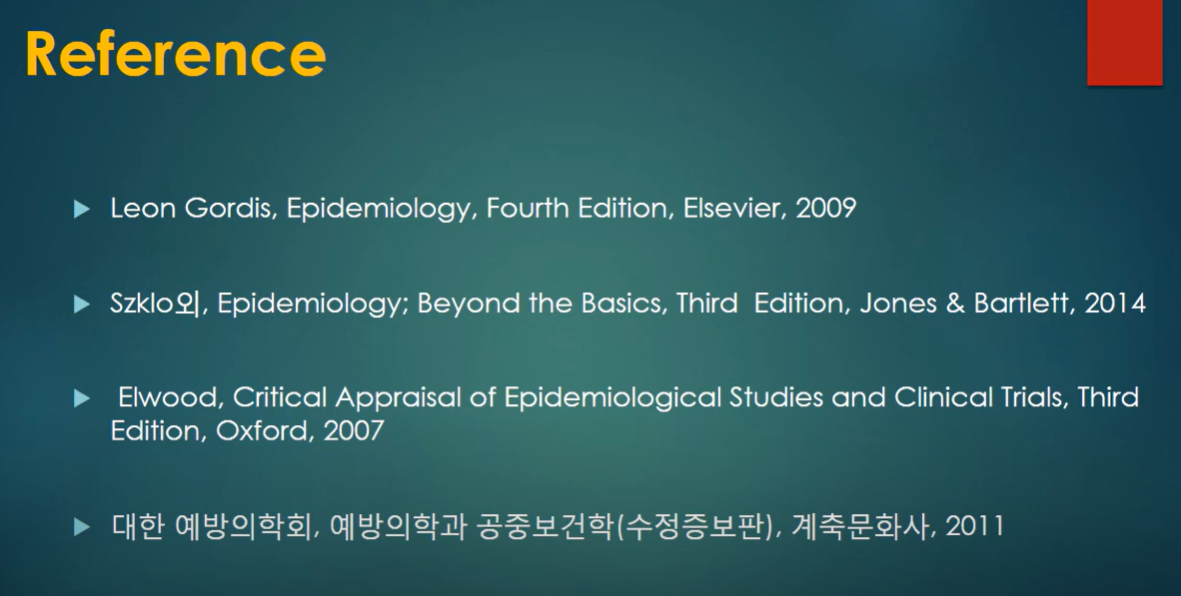 Reference
Leon Gordis, Epidemiology, Fourth Edition, Elsevier, 2009
Szklo외, Epidemiology; Beyond the Basics, Third Edition, Jones & Bartlett, 2014
Elwood, Critical Appraisal of Epidemiological Studies and Clinical Trials, Third
Edition, Oxford, 2007
대한 예방의학회, 예방의학과 공중보건학(수정증보판), 계축문화사, 2011